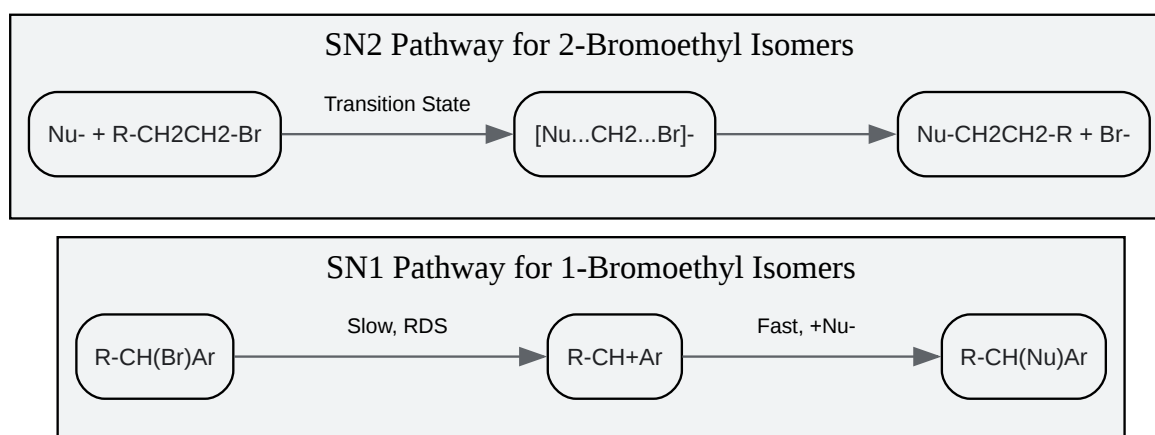 SN2 Pathway for 2-Bromoethyl Isomers
Transition State
Nu- + R-CH2CH2-Br
[Nu...CH2...Br]-
Nu-CH2CH2-R + Br-
SN1 Pathway for 1-Bromoethyl Isomers
Slow, RDS
Fast, +Nu-
R-CH(Br)Ar
R-CH+Ar
R-CH(Nu)Ar